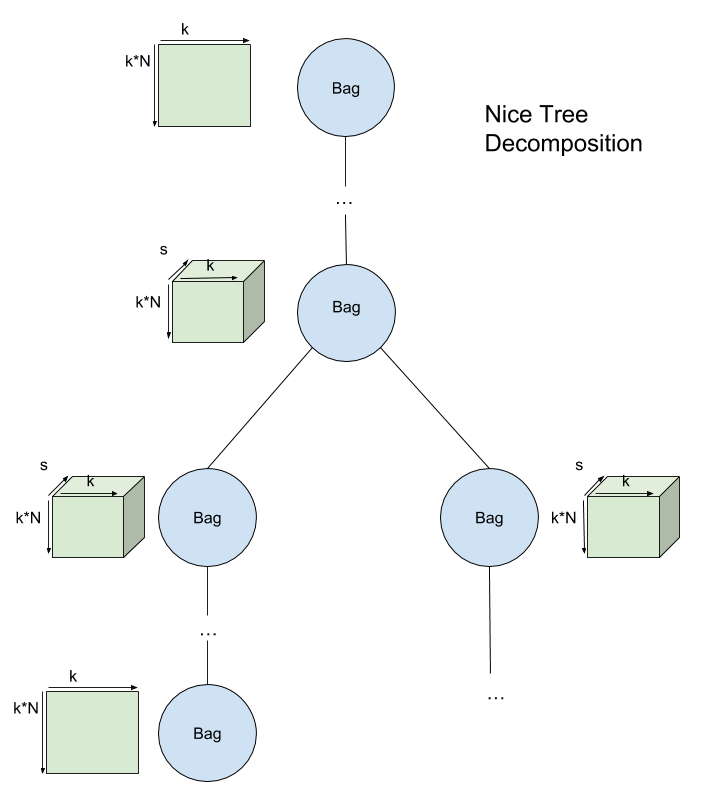 k
k*N
Bag
Nice Tree
Decomposition
...
s
k
k*N
Bag
s
k
k*N
Bag
Bag
s
k
k*N
...
...
k
k*N
Bag